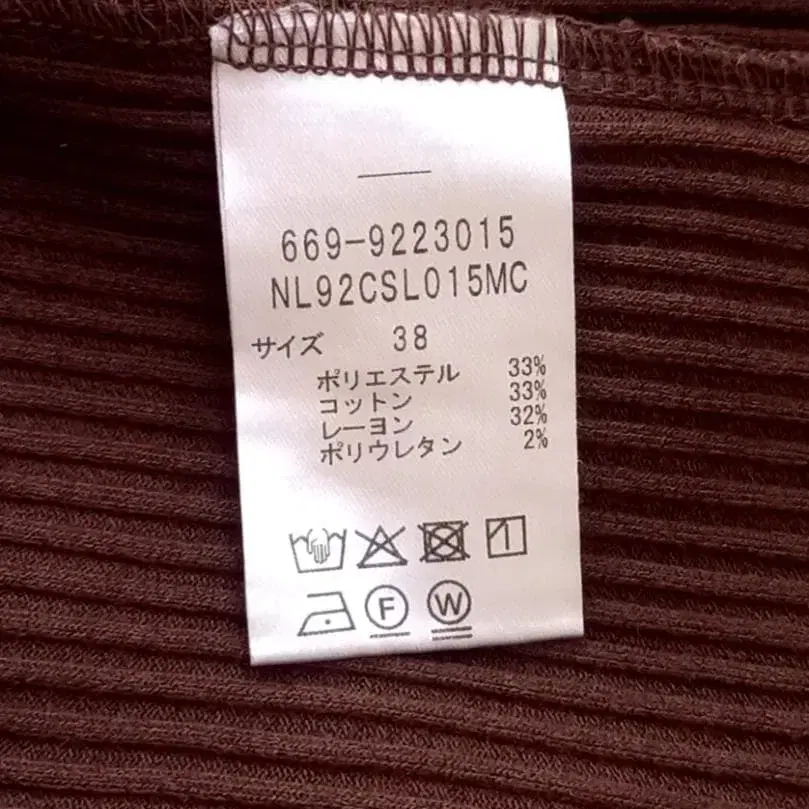 669-9223015
NL92CSL015MC
サイズ 38
ポリエステル 33%
コットン 33%
レーヨン 32%
ポリウレタン 2%
F W